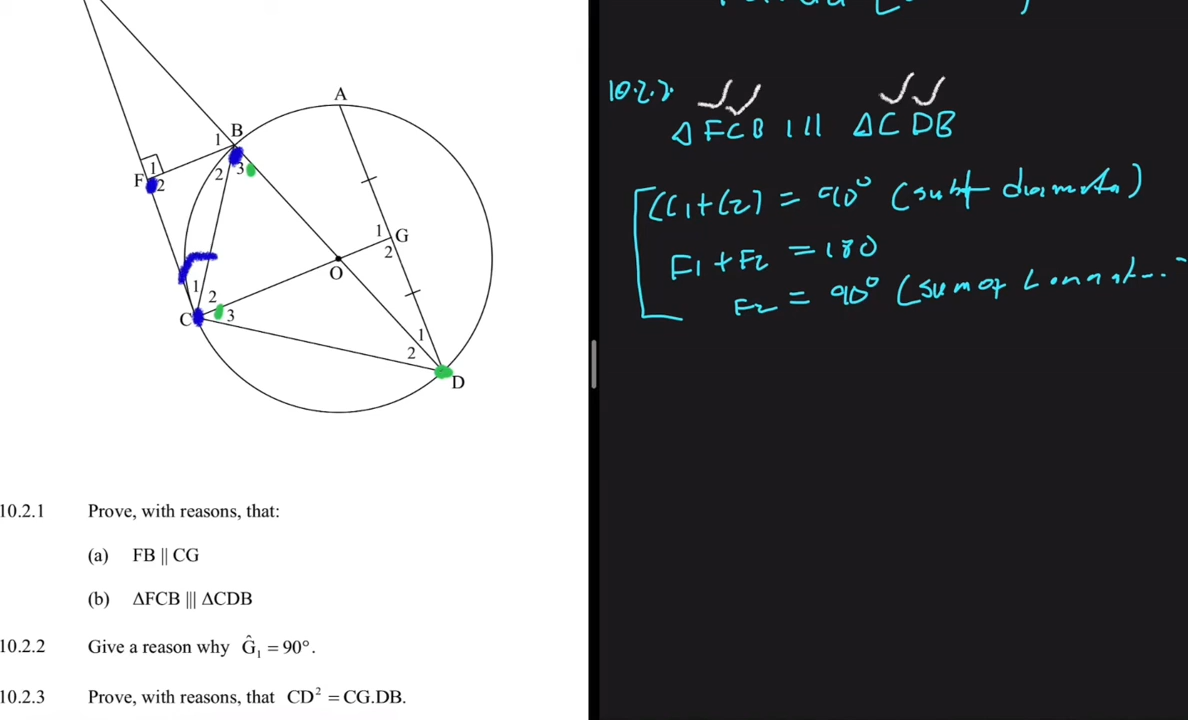 10.2.2
ΔFCB ||| ΔCDB
(C1+C2) = 90° (subt diameter)
F1 + F2 = 180
F2 = 90° (sum of
A
B
1
2
3
F
1
2
1
G
2
O
1
2
C
3
1
2
D
10.2.1 Prove, with reasons, that:
(a) FB || CG
(b) ΔFCB ||| ΔCDB
10.2.2 Give a reason why Ĝ₁ = 90°.
10.2.3 Prove, with reasons, that CD² = CG.DB.